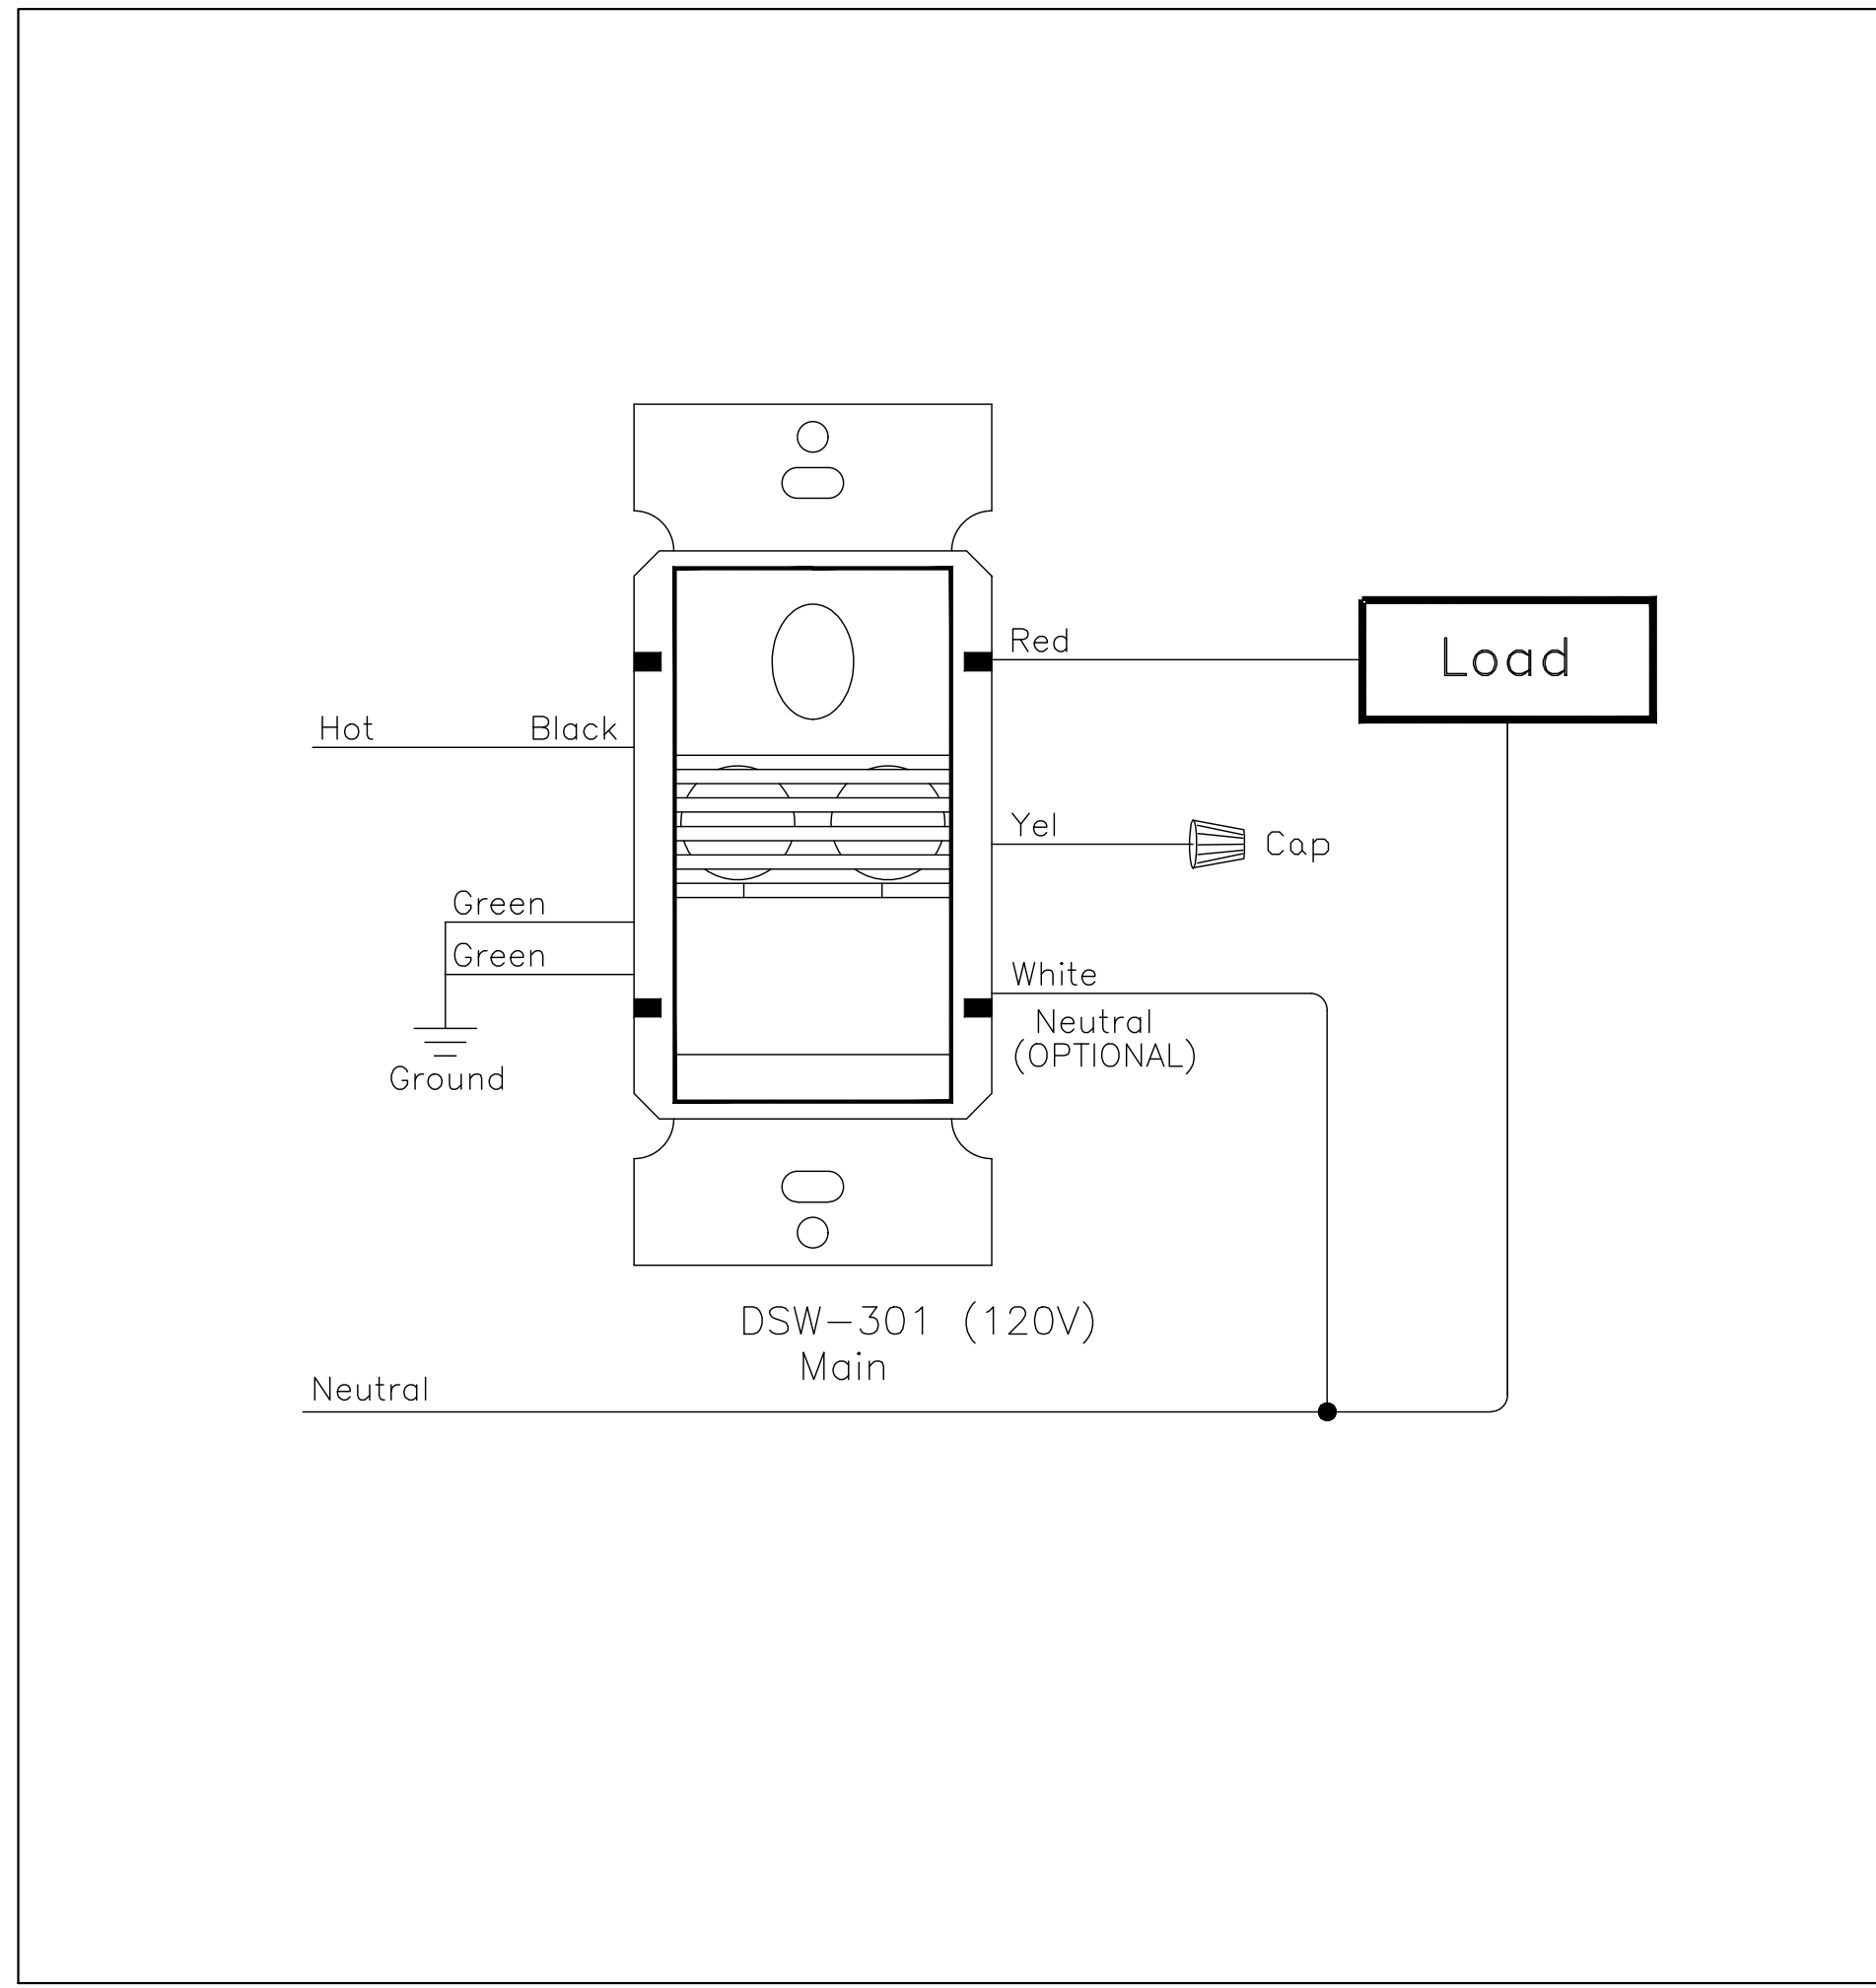 Red
Load
Hot
Black
Yel
Cap
Green
Green
White
Neutral
(OPTIONAL)
Ground
DSW-301 (120V)
Main
Neutral